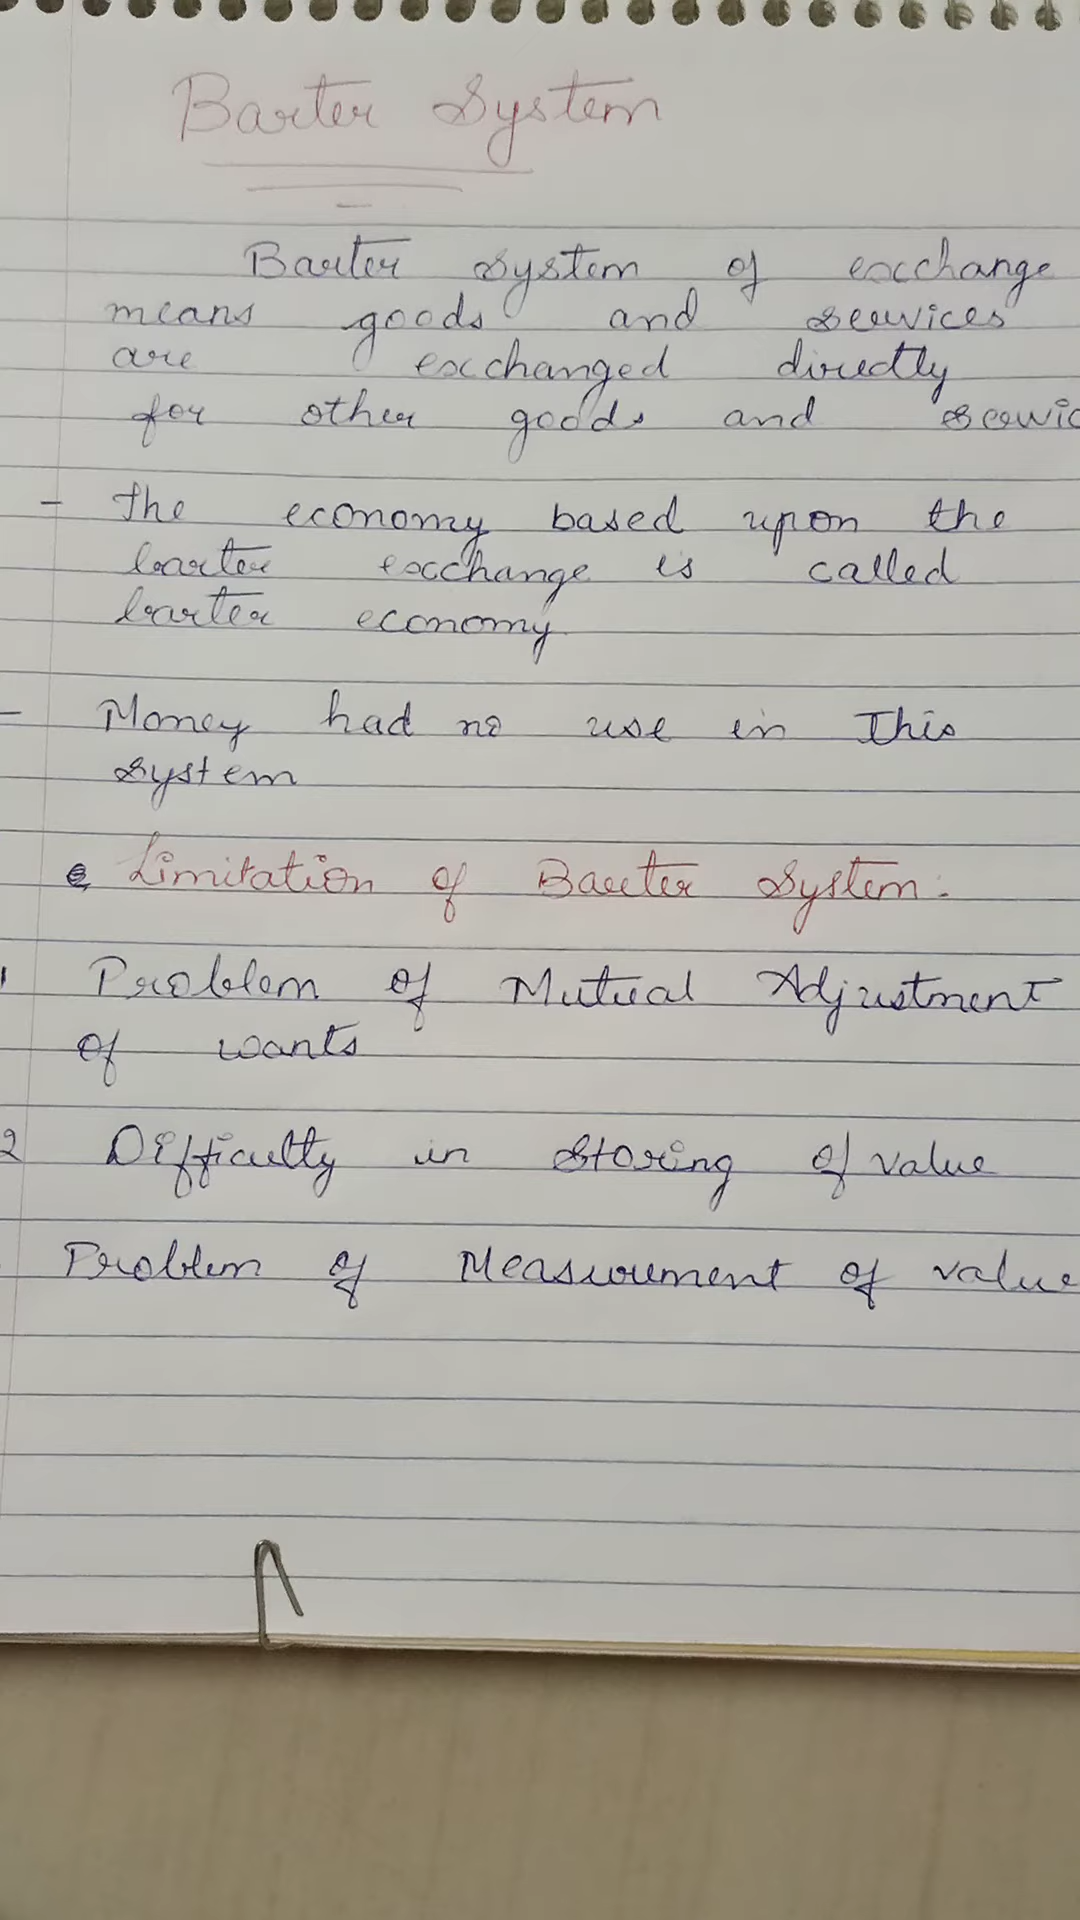 Barter System
Barter system of exchange
means goods and services
are exchanged directly
for other goods and servic
- The economy based upon the
barter exchange is called
barter economy.
- Money had no use in This
system
Limitation of Barter System.
1 Problem of Mutual Adjustment
of wants
2 Difficulty in Storing of value
Problem of Measurement of value